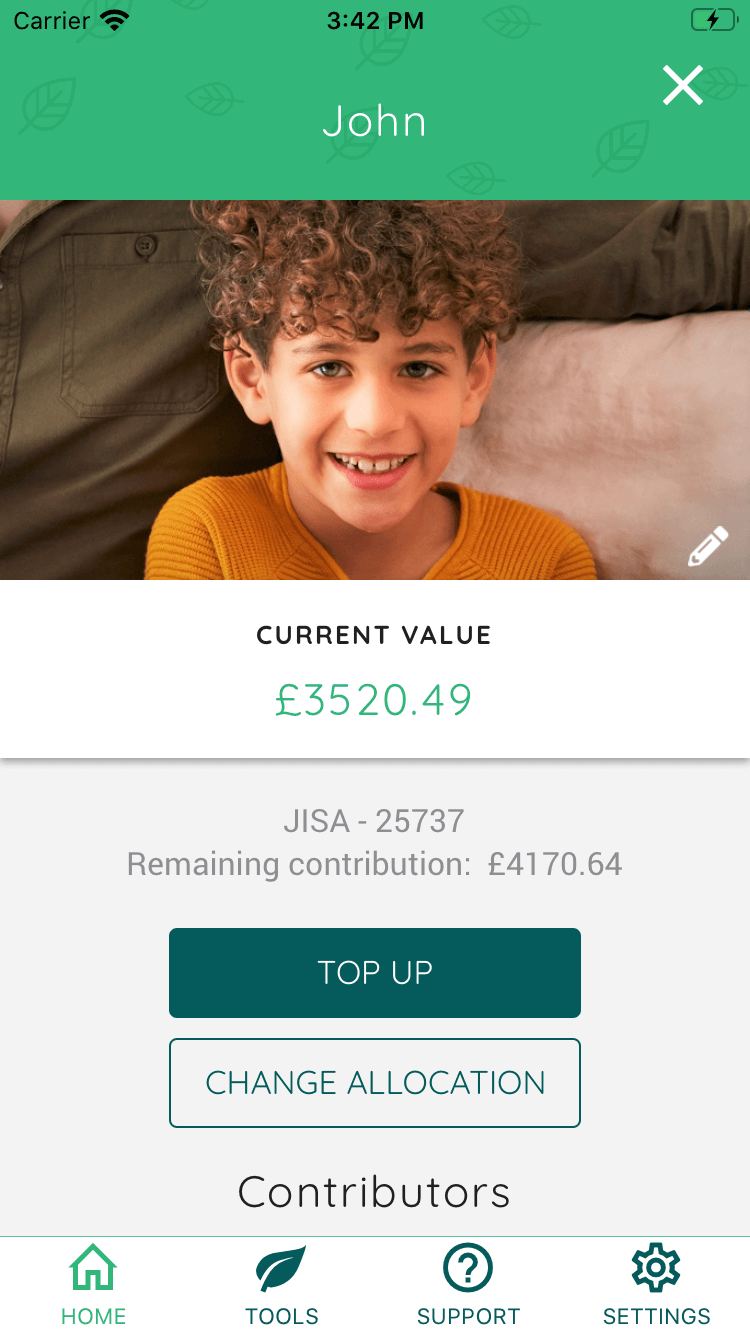 Carrier 3:42 PM
John
CURRENT VALUE
£3520.49
JISA - 25737
Remaining contribution: £4170.64
TOP UP
CHANGE ALLOCATION
Contributors
HOME TOOLS SUPPORT SETTINGS